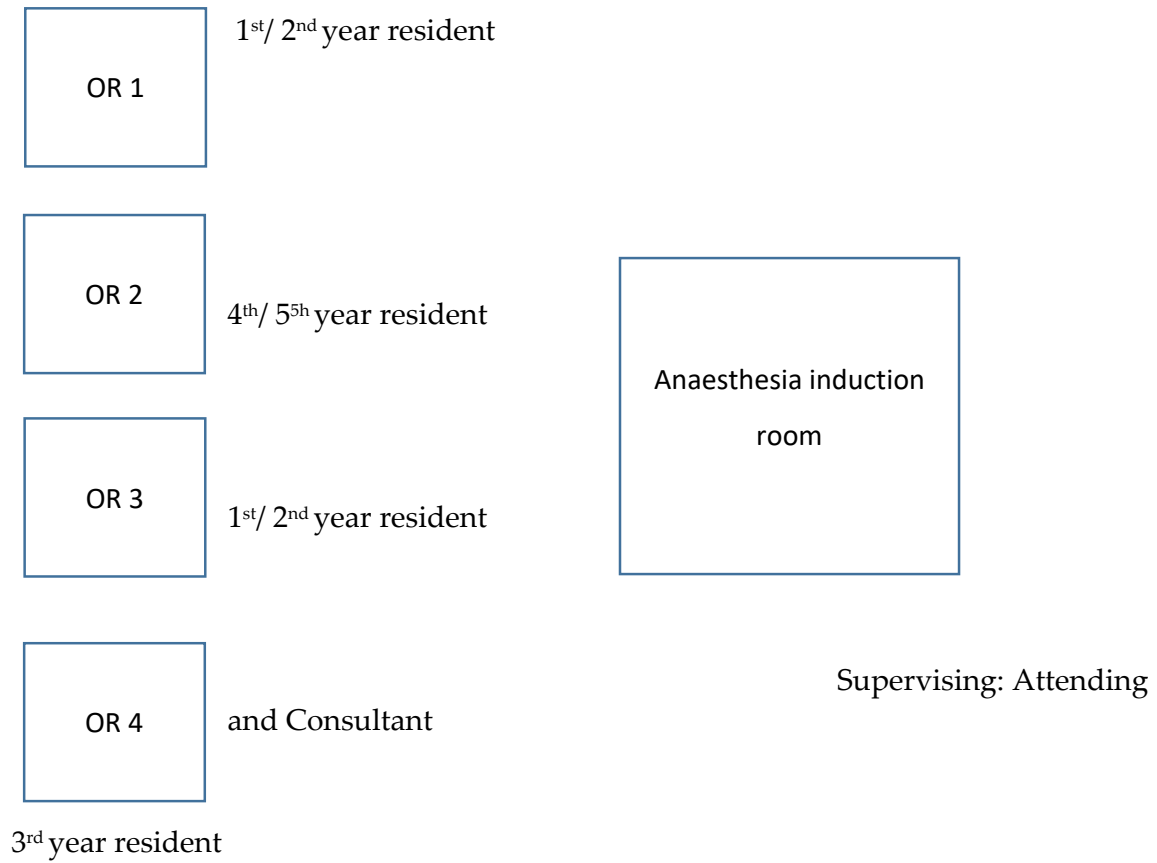 1st/ 2nd year resident
OR 1
OR 2
4th/ 55h year resident
Anaesthesia induction
room
OR 3
1st/ 2nd year resident
Supervising: Attending
OR 4
and Consultant
3rd year resident